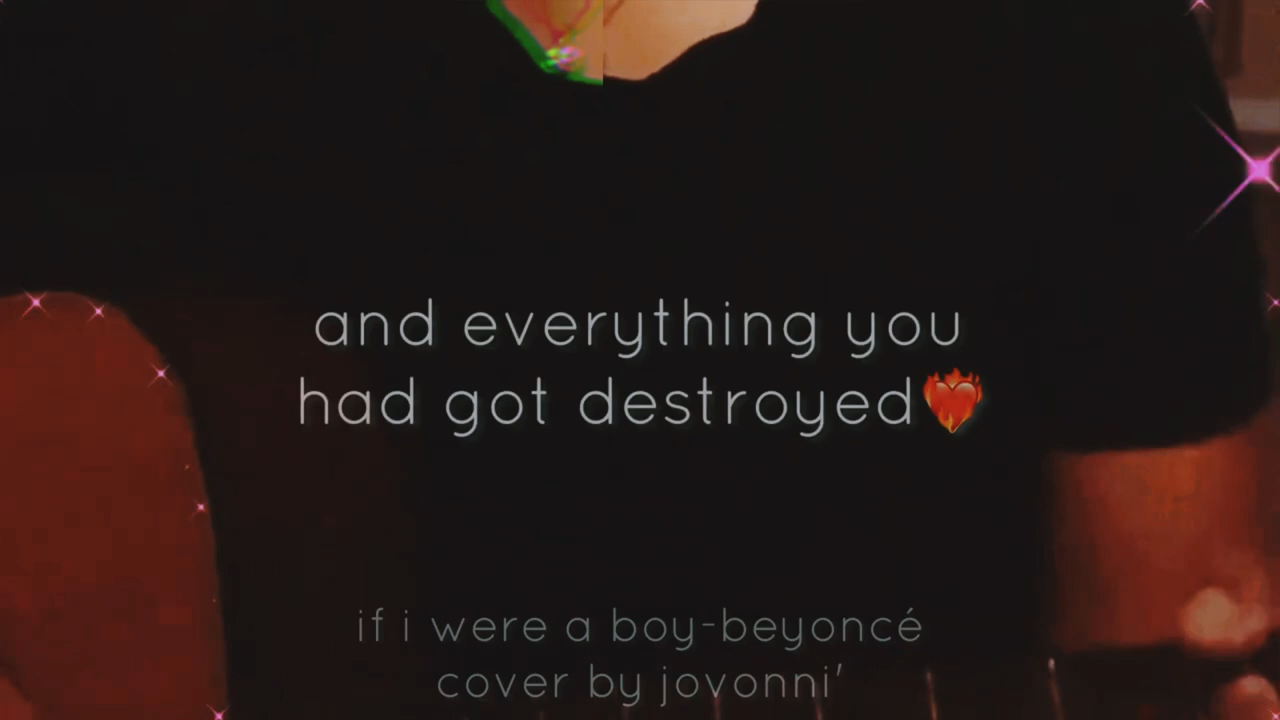 and everything you
had got destroyed❤️‍🔥
if i were a boy-beyoncé
cover by jovonni'